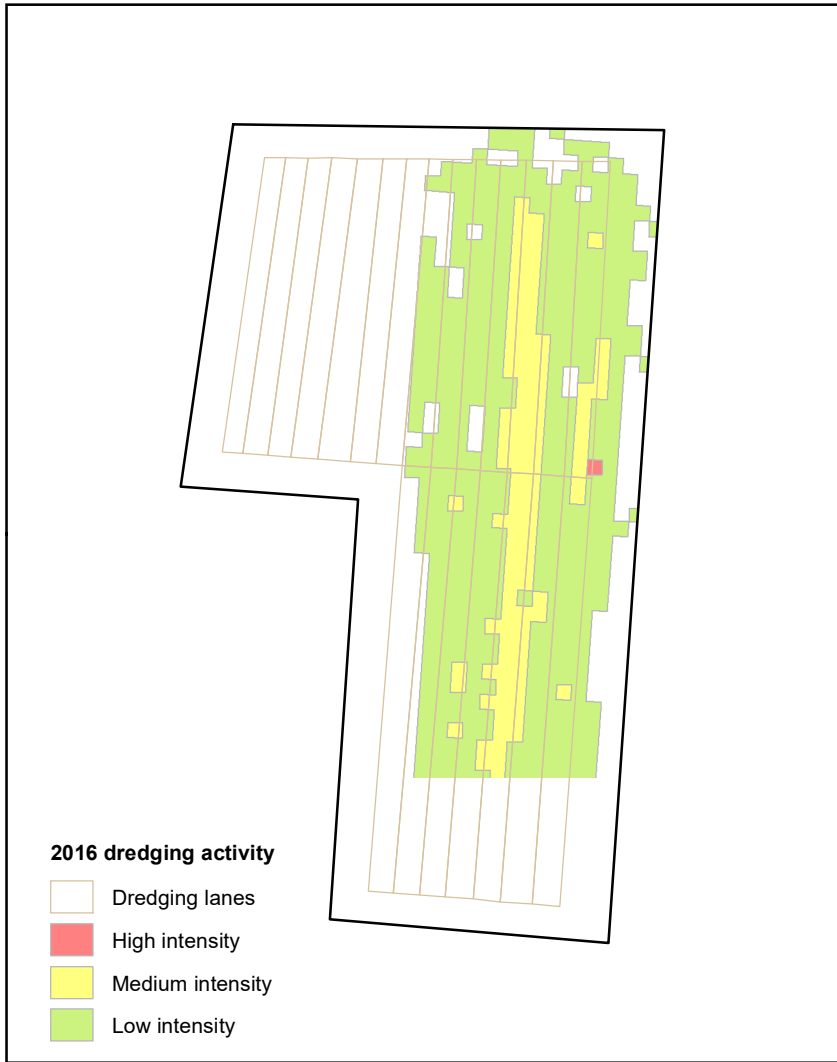 2016 dredging activity
Dredging lanes
High intensity
Medium intensity
Low intensity